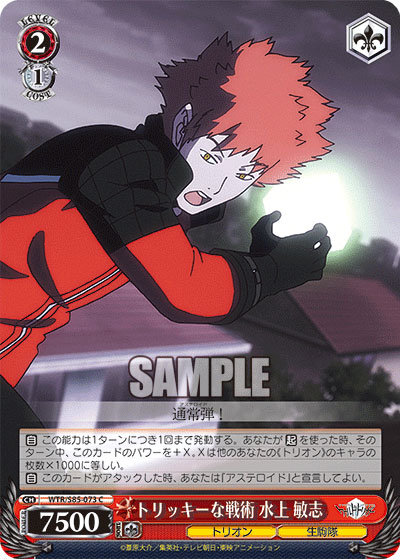 LEVEL
2
1
COST
SAMPLE
アステロイド
通常弾！
【自】 この能力は1ターンにつき1回まで発動する。あなたが【起】を使った時、そのターン中、このカードのパワーを＋X。Xは他のあなたの《トリオン》のキャラの枚数×1000に等しい。
【自】 このカードがアタックした時、あなたは「アステロイド」と宣言してよい。
CH
WTR/S85-073 C
トリッキーな戦術 水上 敏志
POWER
7500
トリオン
生駒隊
©葦原大介／集英社・テレビ朝日・東映アニメーション